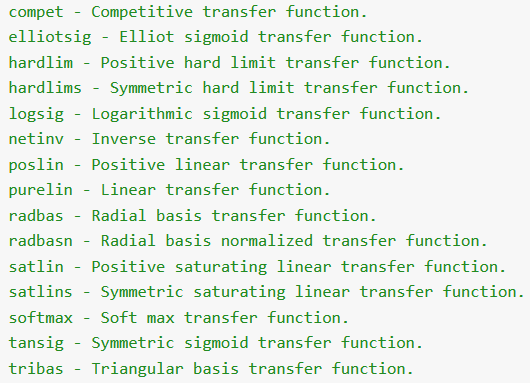 compet - Competitive transfer function.
elliotsig - Elliot sigmoid transfer function.
hardlim - Positive hard limit transfer function.
hardlims - Symmetric hard limit transfer function.
logsig - Logarithmic sigmoid transfer function.
netinv - Inverse transfer function.
poslin - Positive linear transfer function.
purelin - Linear transfer function.
radbas - Radial basis transfer function.
radbasn - Radial basis normalized transfer function.
satlin - Positive saturating linear transfer function.
satlins - Symmetric saturating linear transfer function.
softmax - Soft max transfer function.
tansig - Symmetric sigmoid transfer function.
tribas - Triangular basis transfer function.